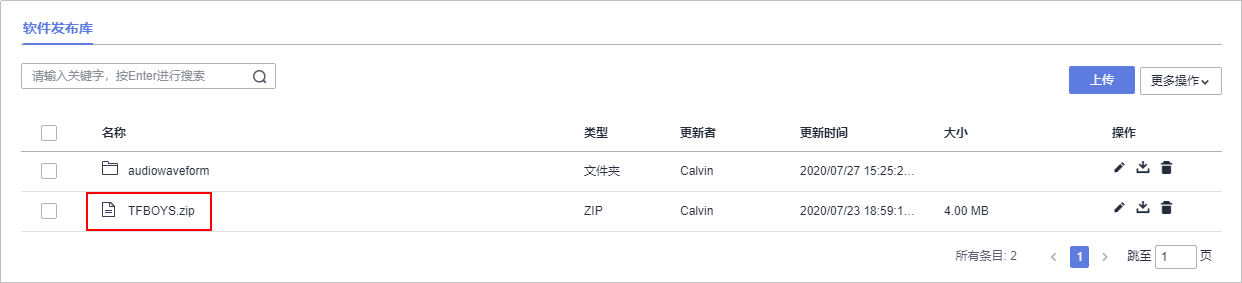 软件发布库
请输入关键字，按Enter进行搜索
上传 更多操作
名称 类型 更新者 更新时间 大小 操作
audiowaveform 文件夹 Calvin 2020/07/27 15:25:2...
TFBOYS.zip ZIP Calvin 2020/07/23 18:59:1... 4.00 MB
所有条目: 2 1 跳至 1 页